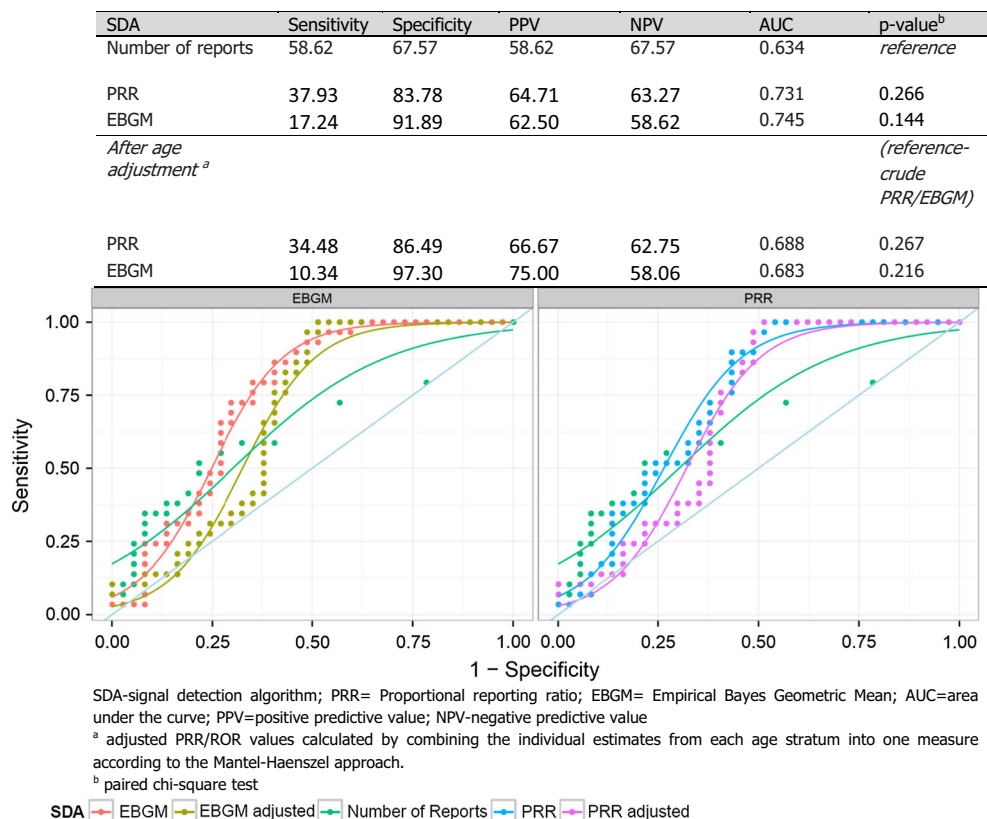 SDA Sensitivity Specificity PPV NPV AUC p-valueᵇ
Number of reports 58.62 67.57 58.62 67.57 0.634 reference
PRR 37.93 83.78 64.71 63.27 0.731 0.266
EBGM 17.24 91.89 62.50 58.62 0.745 0.144
After age (reference-
adjustment ᵃ crude
PRR/EBGM)
PRR 34.48 86.49 66.67 62.75 0.688 0.267
EBGM 10.34 97.30 75.00 58.06 0.683 0.216
EBGM PRR
1.00
0.75
0.50
0.25
0.00
Sensitivity
0.00 0.25 0.50 0.75 1.00 0.00 0.25 0.50 0.75 1.00
1 − Specificity
SDA-signal detection algorithm; PRR= Proportional reporting ratio; EBGM= Empirical Bayes Geometric Mean; AUC=area
under the curve; PPV=positive predictive value; NPV-negative predictive value
ᵃ adjusted PRR/ROR values calculated by combining the individual estimates from each age stratum into one measure
according to the Mantel-Haenszel approach.
ᵇ paired chi-square test
SDA EBGM EBGM adjusted Number of Reports PRR PRR adjusted